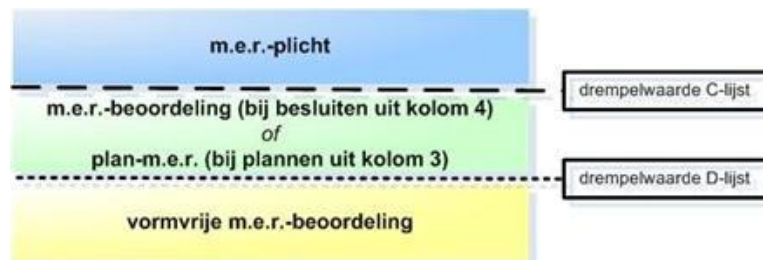 m.e.r.-plicht
drempelwaarde C-lijst
m.e.r.-beoordeling (bij besluiten uit kolom 4)
of
plan-m.e.r. (bij plannen uit kolom 3)
drempelwaarde D-lijst
vormvrije m.e.r.-beoordeling